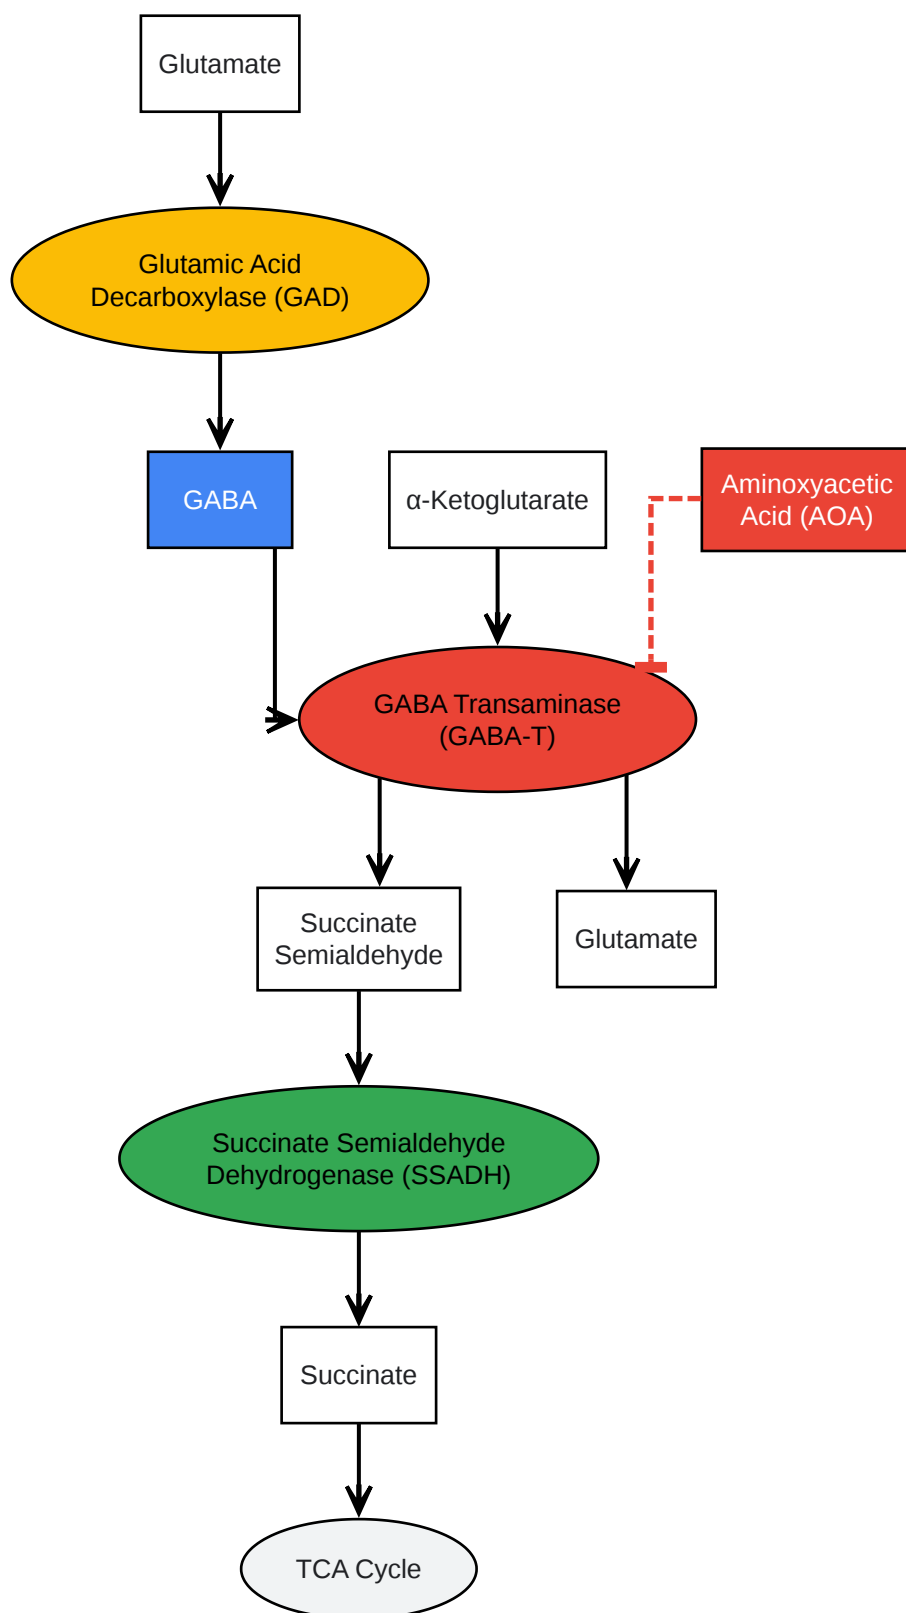 Glutamate
Glutamic Acid
Decarboxylase (GAD)
GABA
α-Ketoglutarate
Aminoxyacetic
Acid (AOA)
GABA Transaminase
(GABA-T)
Succinate
Semialdehyde
Glutamate
Succinate Semialdehyde
Dehydrogenase (SSADH)
Succinate
TCA Cycle